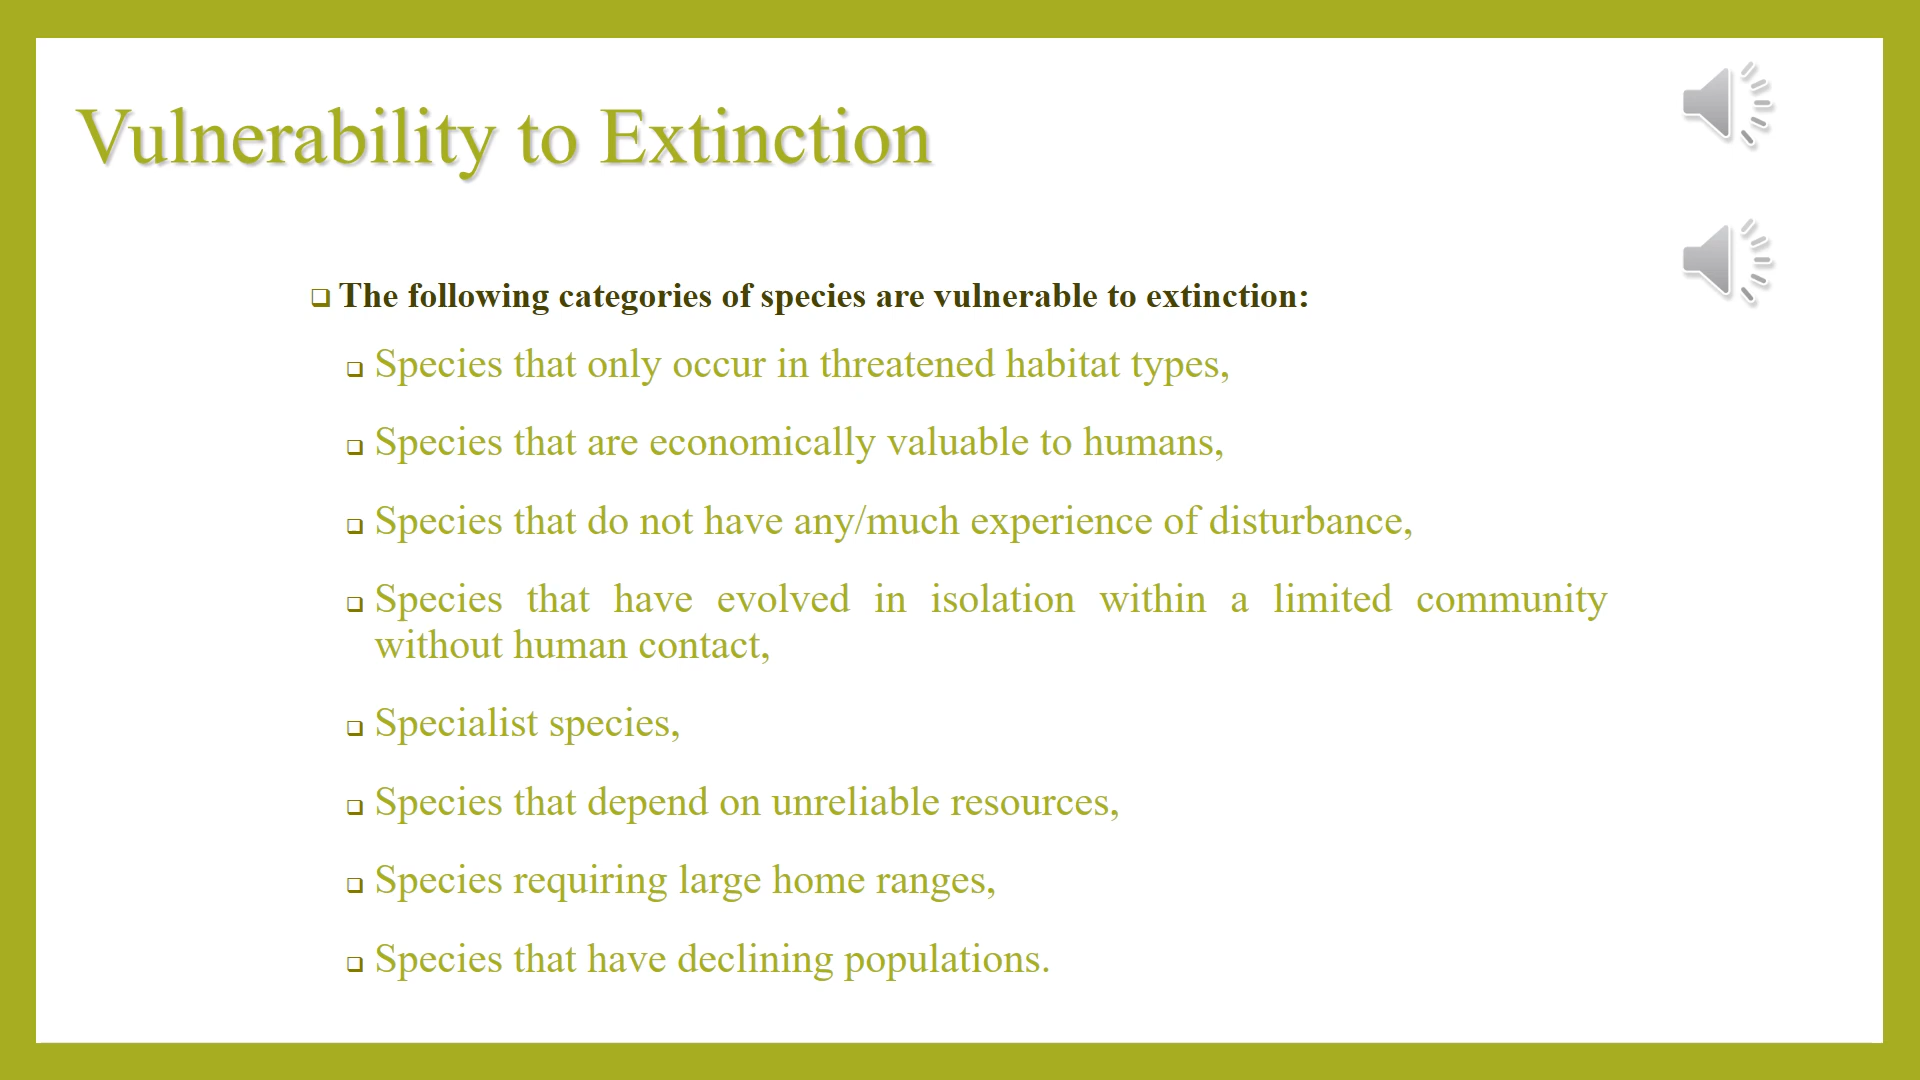 Vulnerability to Extinction
The following categories of species are vulnerable to extinction:
Species that only occur in threatened habitat types,
Species that are economically valuable to humans,
Species that do not have any/much experience of disturbance,
Species that have evolved in isolation within a limited community
without human contact,
Specialist species,
Species that depend on unreliable resources,
Species requiring large home ranges,
Species that have declining populations.